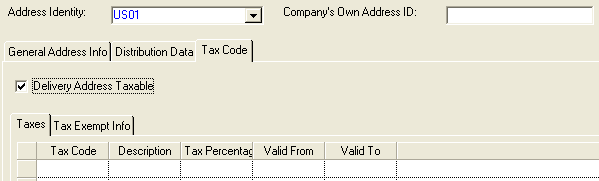 Address Identity: US01 Company's Own Address ID:
General Address Info Distribution Data Tax Code
Delivery Address Taxable
Taxes Tax Exempt Info
Tax Code Description Tax Percentag Valid From Valid To